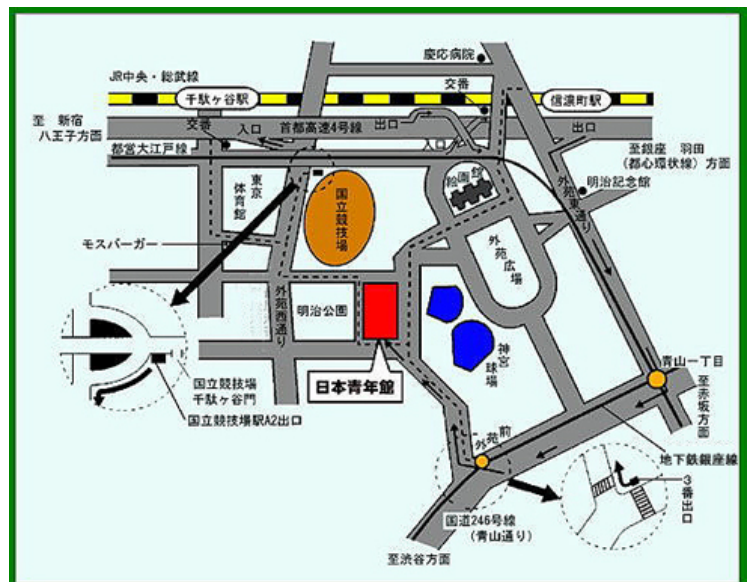 慶応病院
JR中央・総武線
交番
千駄ヶ谷駅
信濃町駅
至 新宿
八王子方面
交番
入口
首都高速4号線
出口
入口
出口
都営大江戸線
至銀座 羽田
(都心環状線) 方面
絵画館
明治記念館
外苑東通り
東京
体育館
国立競技場
外苑広場
モスバーガー
外苑西通り
明治公園
神宮
球場
日本青年館
青山一丁目
至赤坂方面
国立競技場
千駄ヶ谷門
国立競技場駅A2出口
外苑前
地下鉄銀座線
3番出口
国道246号線
(青山通り)
至渋谷方面